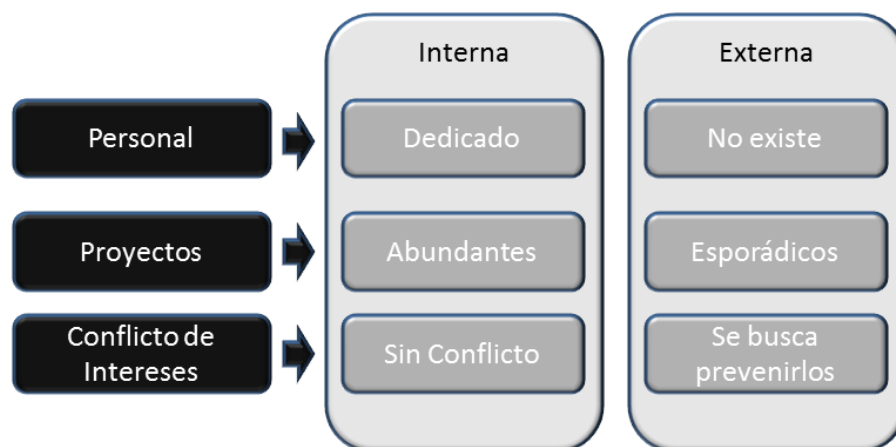 Interna
Externa
Personal
Dedicado
No existe
Proyectos
Abundantes
Esporádicos
Conflicto de
Intereses
Sin Conflicto
Se busca
prevenirlos